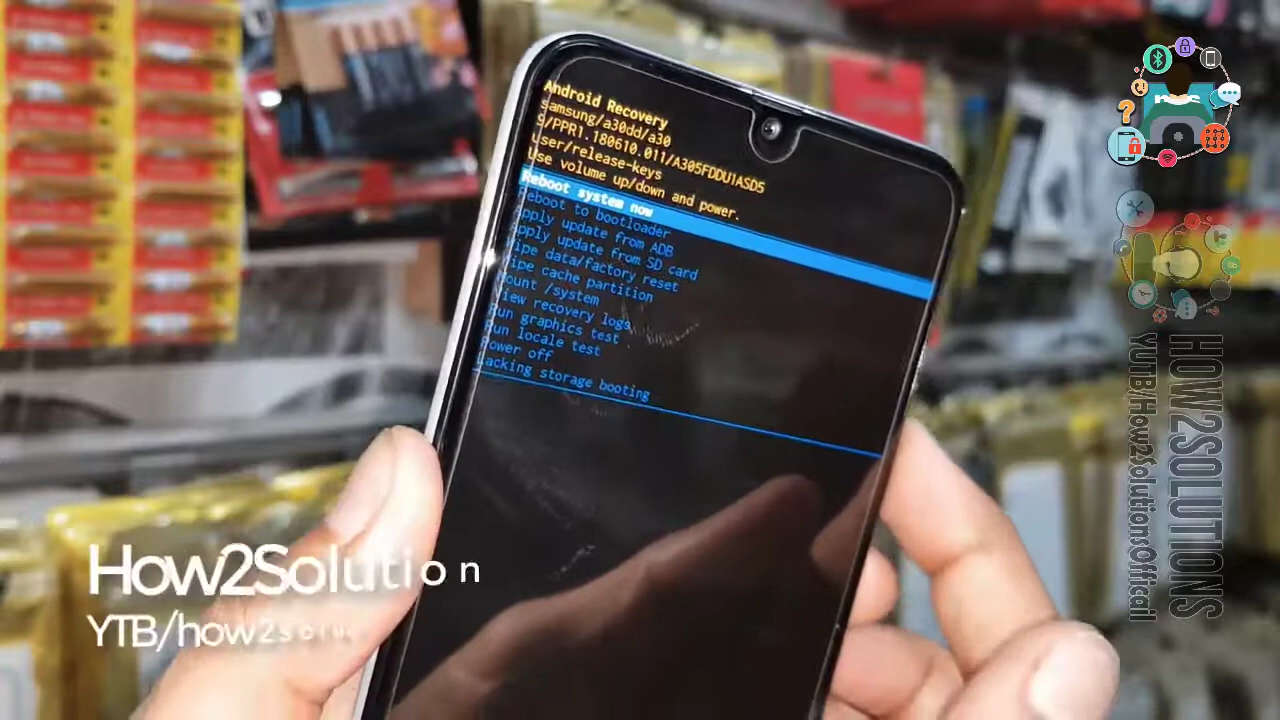 Android Recovery
samsung/a30dd/a30
9/PPR1.180610.011/A305FDDU1ASD5
user/release-keys
Use volume up/down and power.
Reboot system now
Reboot to bootloader
Apply update from ADB
Apply update from SD card
Wipe data/factory reset
Wipe cache partition
Mount /system
View recovery logs
Run graphics test
Run locale test
Power off
Lacking storage booting
How2Solution
YTB/how2solu
HOW2SOLUTIONS
YUTB/How2SolutionsOfficail